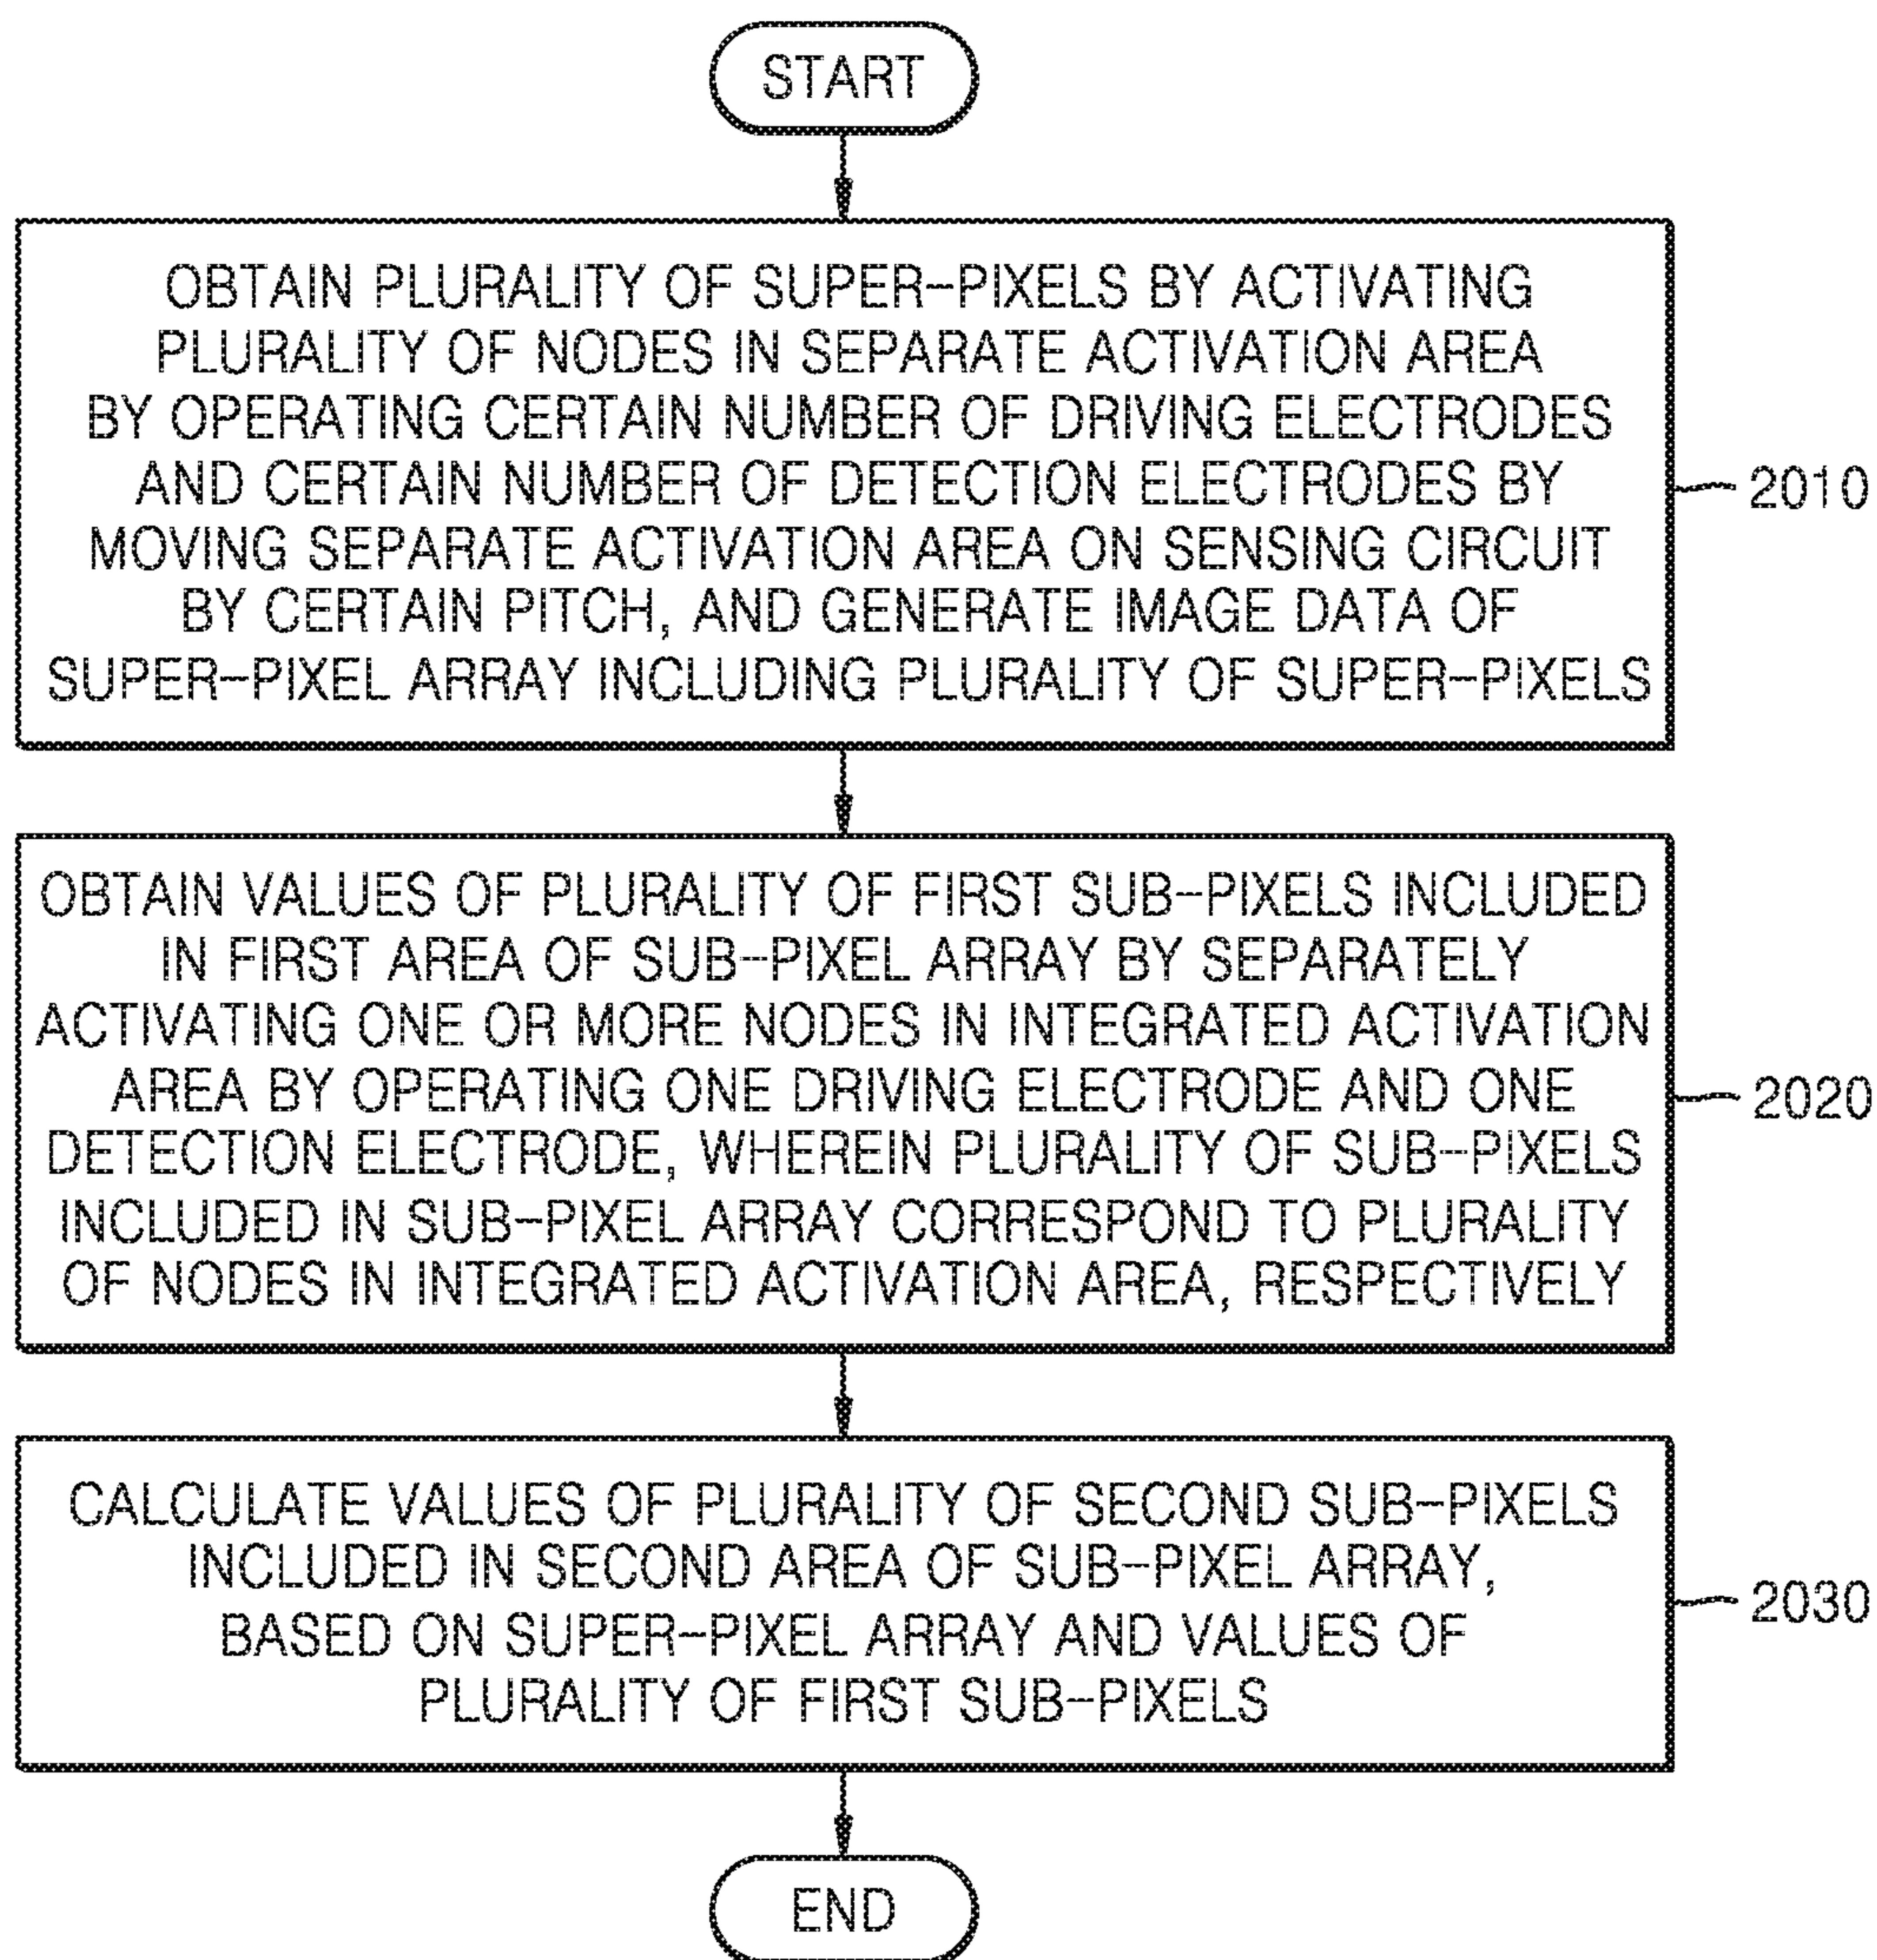 START
OBTAIN PLURALITY OF SUPER-PIXELS BY ACTIVATING
PLURALITY OF NODES IN SEPARATE ACTIVATION AREA
BY OPERATING CERTAIN NUMBER OF DRIVING ELECTRODES
AND CERTAIN NUMBER OF DETECTION ELECTRODES BY
MOVING SEPARATE ACTIVATION AREA ON SENSING CIRCUIT
BY CERTAIN PITCH, AND GENERATE IMAGE DATA OF
SUPER-PIXEL ARRAY INCLUDING PLURALITY OF SUPER-PIXELS
2010
OBTAIN VALUES OF PLURALITY OF FIRST SUB-PIXELS INCLUDED
IN FIRST AREA OF SUB-PIXEL ARRAY BY SEPARATELY
ACTIVATING ONE OR MORE NODES IN INTEGRATED ACTIVATION
AREA BY OPERATING ONE DRIVING ELECTRODE AND ONE
DETECTION ELECTRODE, WHEREIN PLURALITY OF SUB-PIXELS
INCLUDED IN SUB-PIXEL ARRAY CORRESPOND TO PLURALITY
OF NODES IN INTEGRATED ACTIVATION AREA, RESPECTIVELY
2020
CALCULATE VALUES OF PLURALITY OF SECOND SUB-PIXELS
INCLUDED IN SECOND AREA OF SUB-PIXEL ARRAY,
BASED ON SUPER-PIXEL ARRAY AND VALUES OF
PLURALITY OF FIRST SUB-PIXELS
2030
END